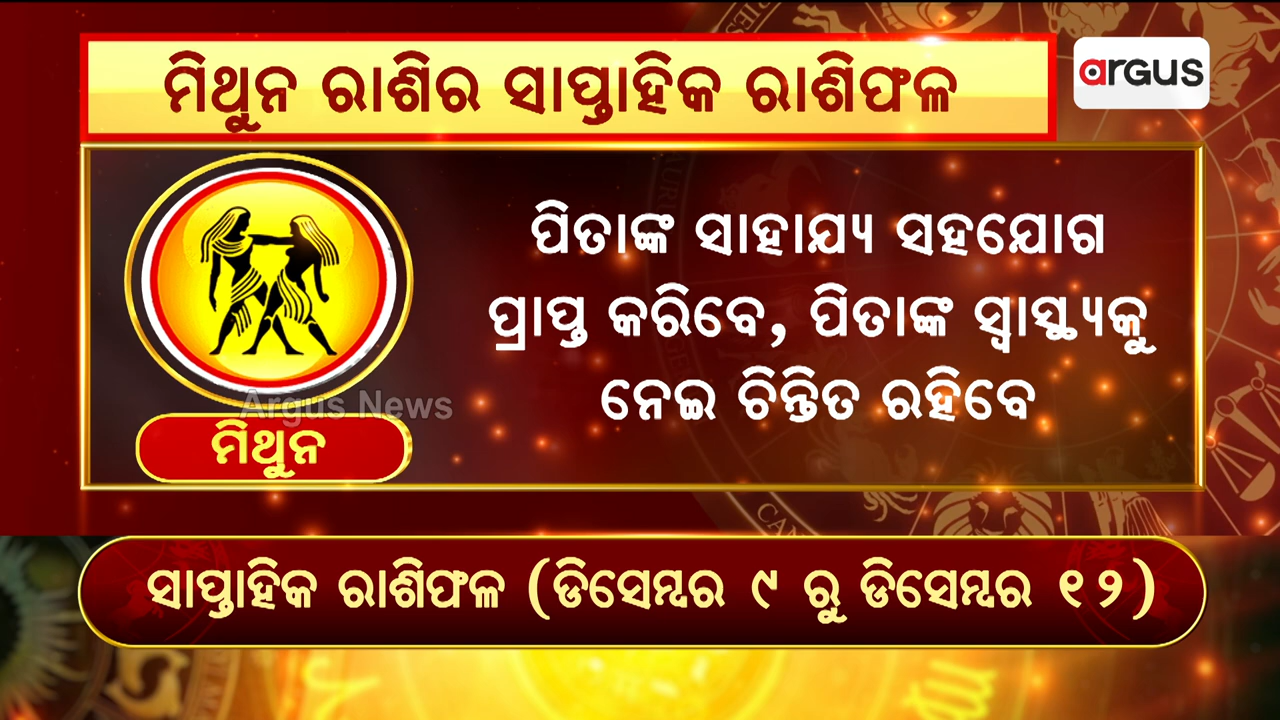 ମିଥୁନ ରାଶିର ସାପ୍ତାହିକ ରାଶିଫଳ
argus
ପିତାଙ୍କ ସାହାଯ୍ୟ ସହଯୋଗ
ପ୍ରାପ୍ତ କରିବେ, ପିତାଙ୍କ ସ୍ୱାସ୍ଥ୍ୟକୁ
ନେଇ ଚିନ୍ତିତ ରହିବେ
Argus News
ମିଥୁନ
ସାପ୍ତାହିକ ରାଶିଫଳ (ଡିସେମ୍ବର ୯ ରୁ ଡିସେମ୍ବର ୧୨)